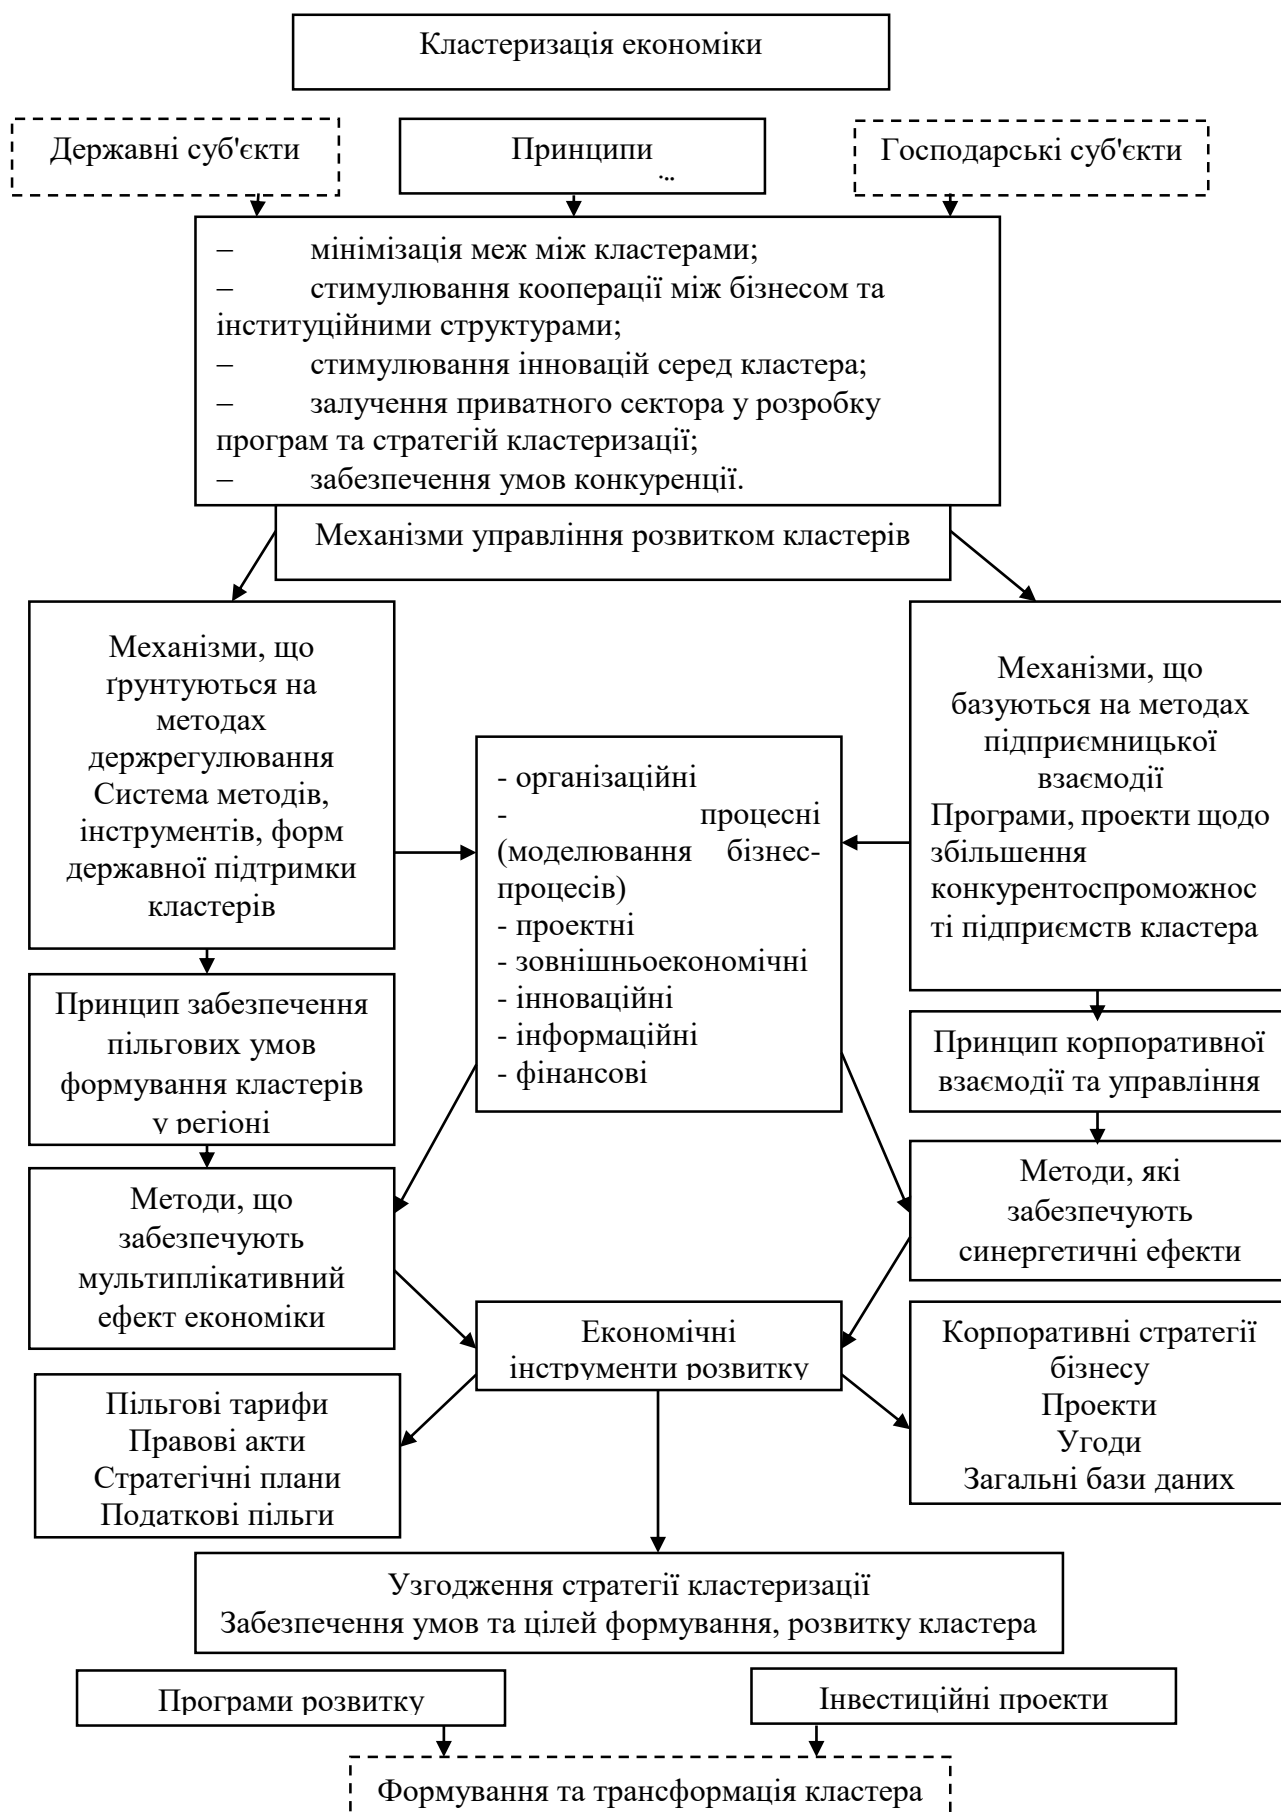 Кластеризація економіки
Державні суб'єкти
Принципи
Господарські суб'єкти
– мінімізація меж між кластерами;
– стимулювання кооперації між бізнесом та
інституційними структурами;
– стимулювання інновацій серед кластера;
– залучення приватного сектора у розробку
програм та стратегій кластеризації;
– забезпечення умов конкуренції.
Механізми управління розвитком кластерів
Механізми, що
ґрунтуються на
методах
держрегулювання
Система методів,
інструментів, форм
державної підтримки
кластерів
- організаційні
- процесні
(моделювання бізнес-
процесів)
- проектні
- зовнішньоекономічні
- інноваційні
- інформаційні
- фінансові
Механізми, що
базуються на методах
підприємницької
взаємодії
Програми, проекти щодо
збільшення
конкурентоспроможнос
ті підприємств кластера
Принцип забезпечення
пільгових умов
формування кластерів
у регіоні
Принцип корпоративної
взаємодії та управління
Методи, що
забезпечують
мультиплікативний
ефект економіки
Методи, які
забезпечують
синергетичні ефекти
Економічні
інструменти розвитку
Пільгові тарифи
Правові акти
Стратегічні плани
Податкові пільги
Корпоративні стратегії
бізнесу
Проекти
Угоди
Загальні бази даних
Узгодження стратегії кластеризації
Забезпечення умов та цілей формування, розвитку кластера
Програми розвитку
Інвестиційні проекти
Формування та трансформація кластера